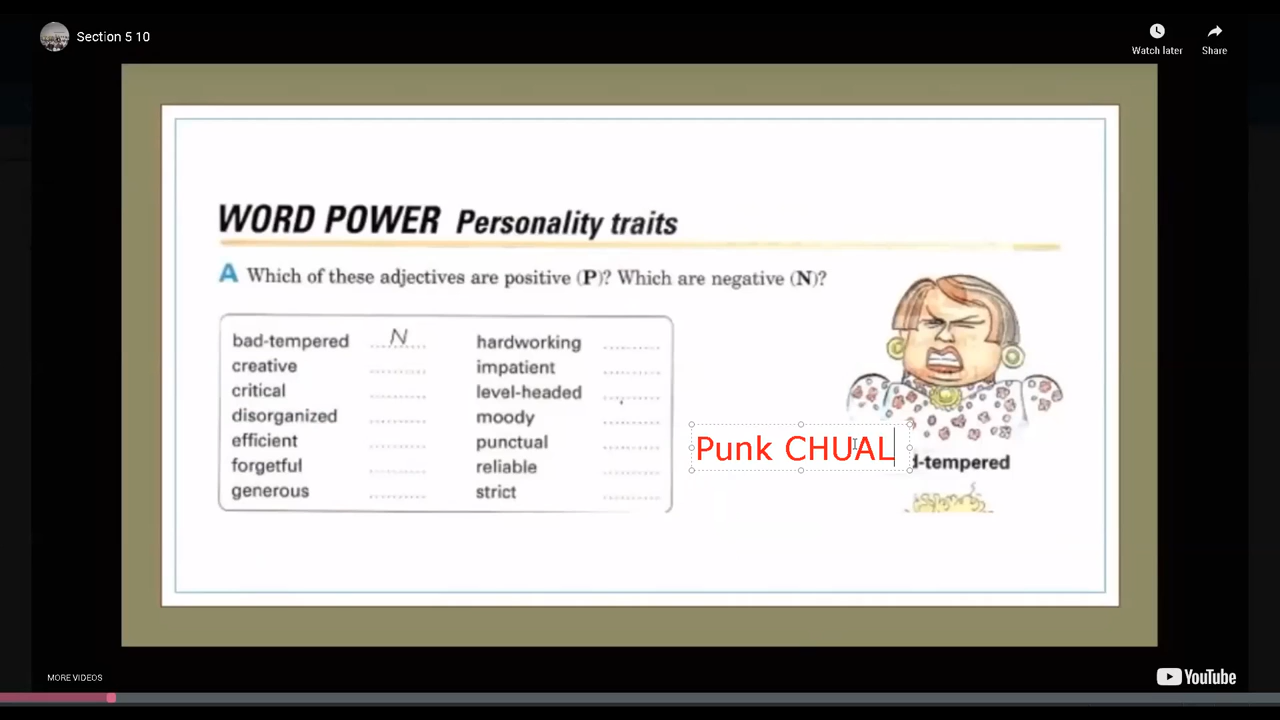 Section 5 10
Watch later
Share
WORD POWER Personality traits
A Which of these adjectives are positive (P)? Which are negative (N)?
bad-tempered N hardworking
creative impatient
critical level-headed
disorganized moody
efficient punctual
forgetful reliable
generous strict
Punk CHUAL
d-tempered
MORE VIDEOS
YouTube